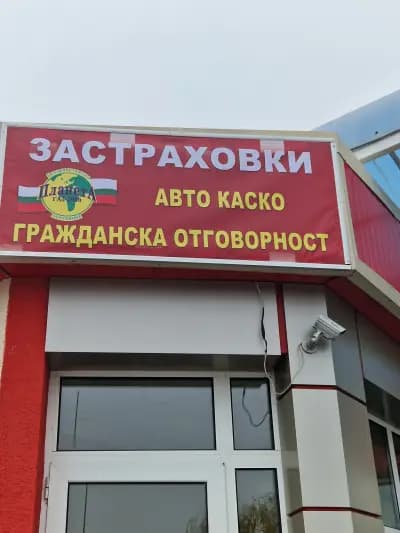 ЗАСТРАХОВКИ
Планета
АВТО КАСКО
ГРАЖДАНСКА ОТГОВОРНОСТ